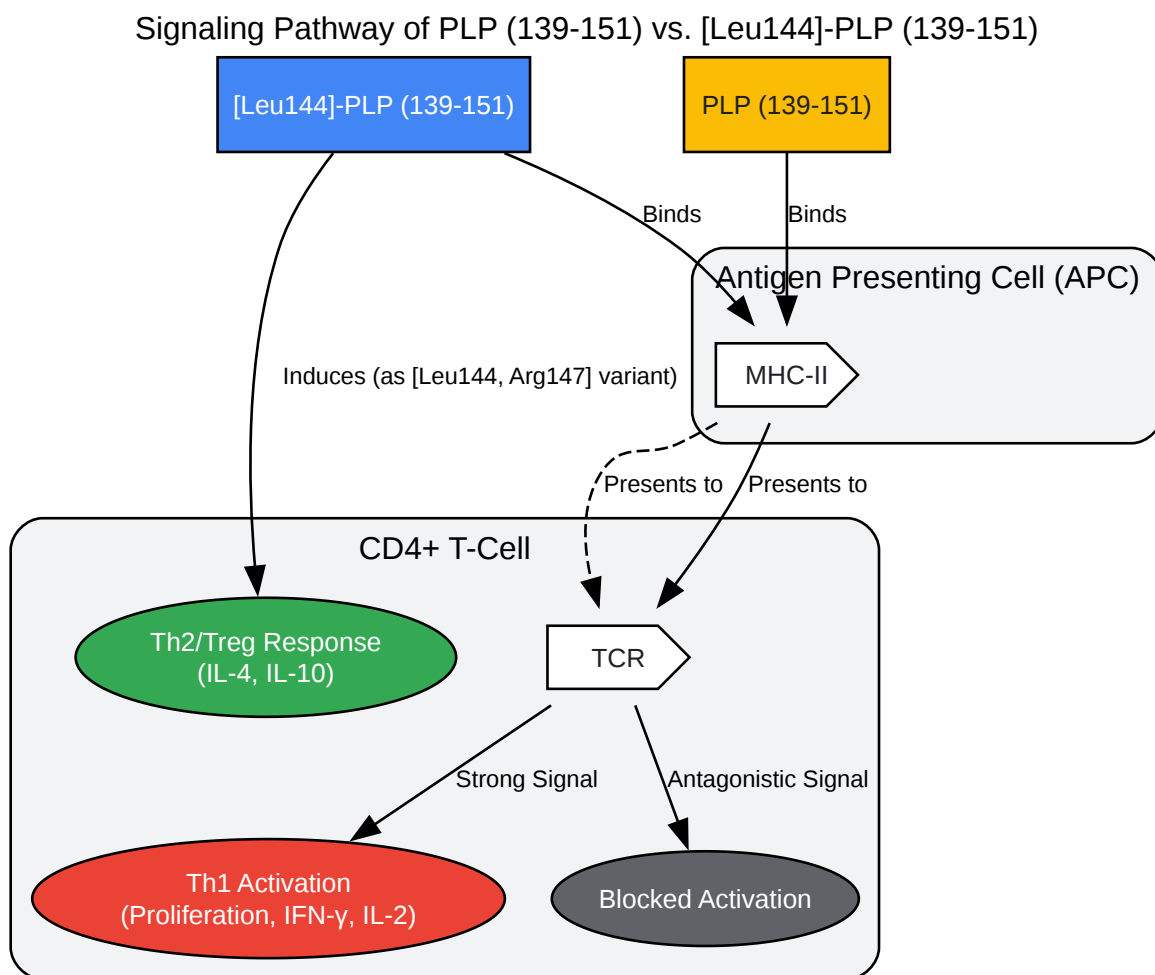 Signaling Pathway of PLP (139-151) vs. [Leu144]-PLP (139-151)
[Leu144]-PLP (139-151)
PLP (139-151)
Binds
Binds
Antigen Presenting Cell (APC)
Induces (as [Leu144, Arg147] variant)
MHC-II
Presents to
Presents to
CD4+ T-Cell
Th2/Treg Response
(IL-4, IL-10)
TCR
Strong Signal
Antagonistic Signal
Th1 Activation
(Proliferation, IFN-γ, IL-2)
Blocked Activation